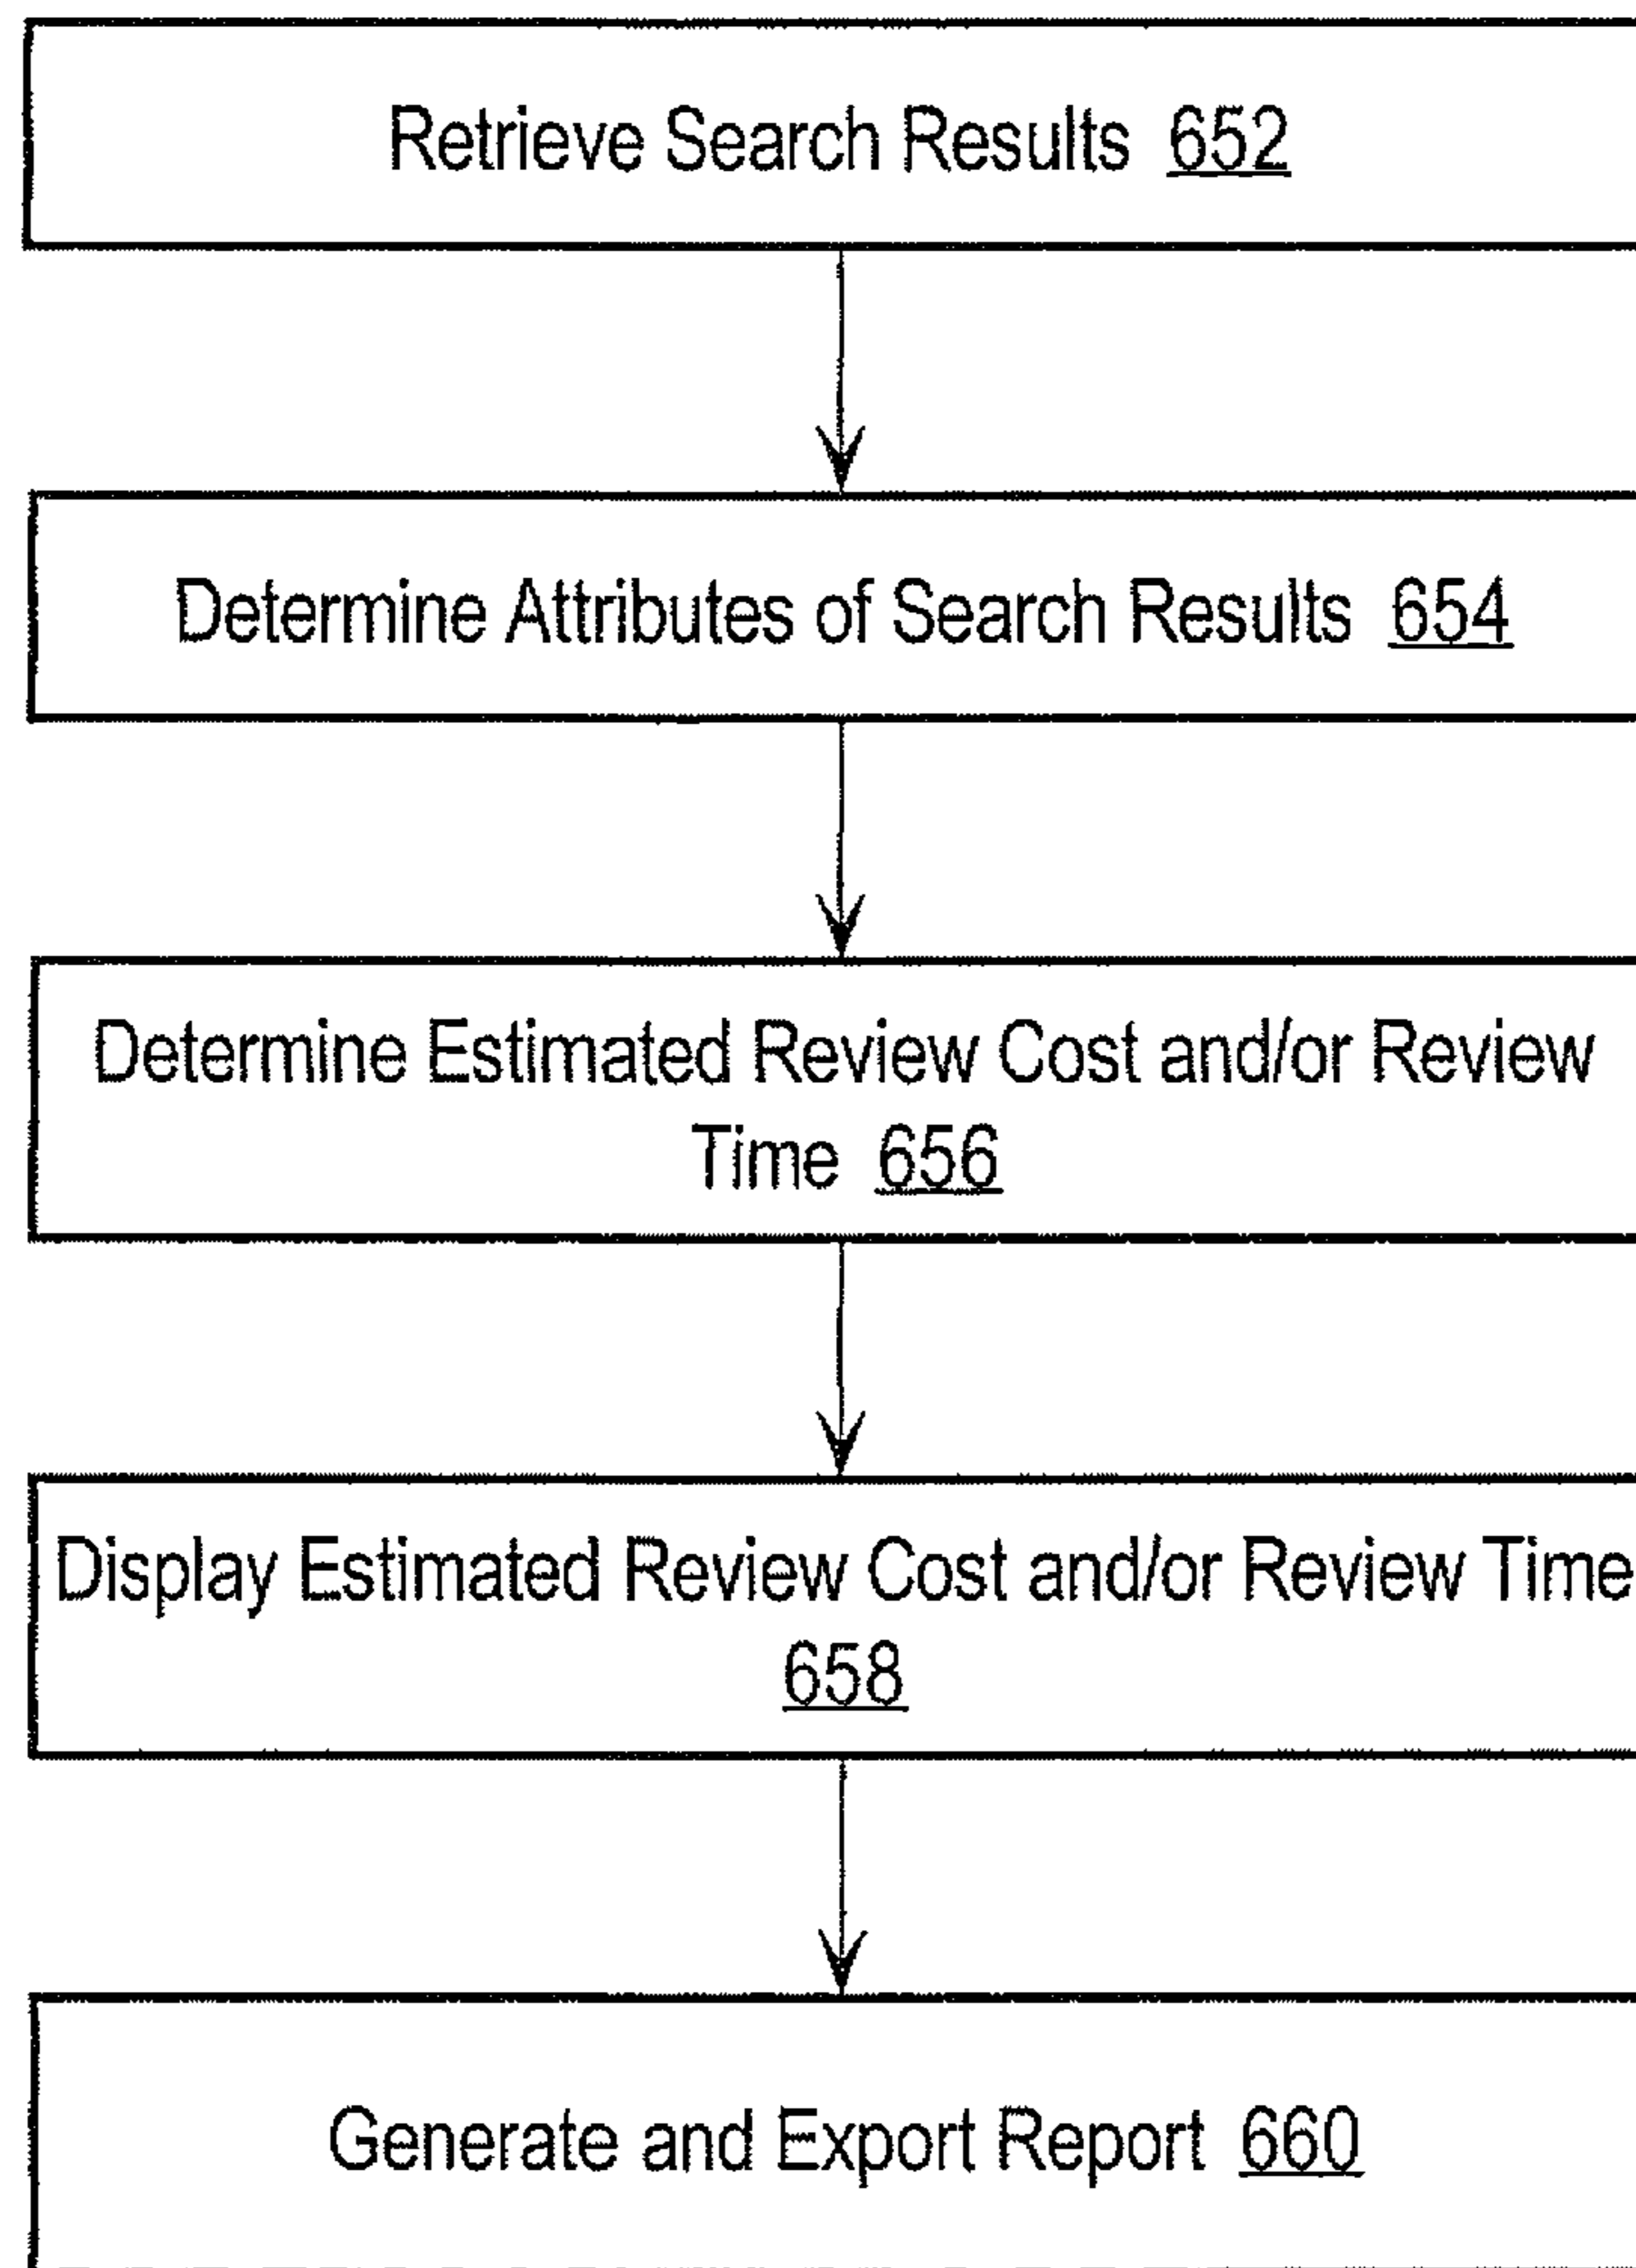 Retrieve Search Results 652
Determine Attributes of Search Results 654
Determine Estimated Review Cost and/or Review
Time 656
Display Estimated Review Cost and/or Review Time
658
Generate and Export Report 660